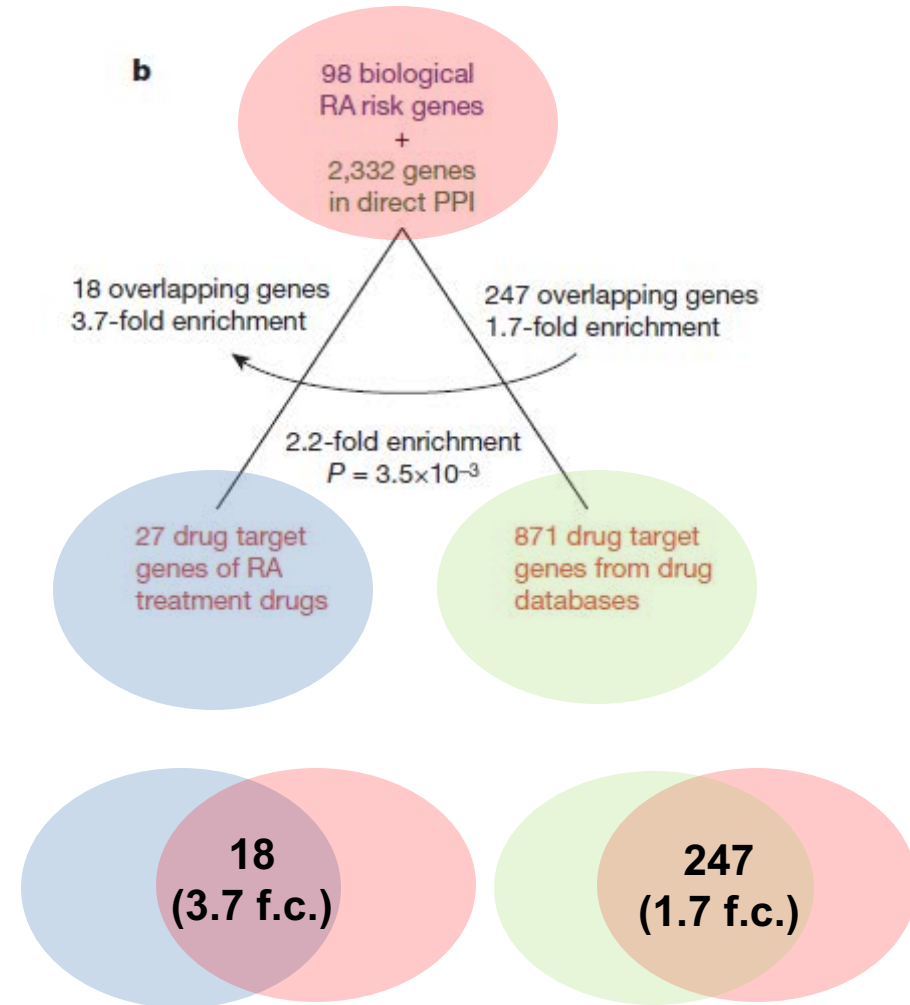 b
98 biological
RA risk genes
+
2,332 genes
in direct PPI
18 overlapping genes
3.7-fold enrichment
247 overlapping genes
1.7-fold enrichment
2.2-fold enrichment
P = 3.5×10⁻³
27 drug target
genes of RA
treatment drugs
871 drug target
genes from drug
databases
18
(3.7 f.c.)
247
(1.7 f.c.)